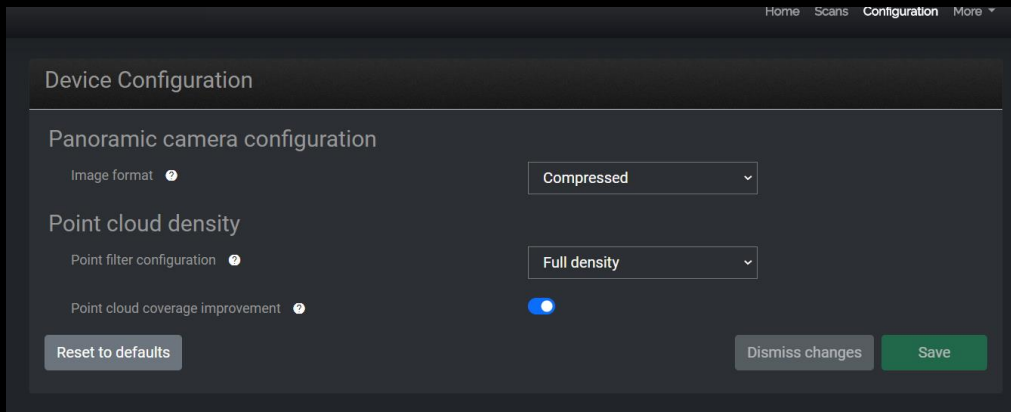 Home Scans Configuration More
Device Configuration
Panoramic camera configuration
Image format ?
Compressed
Point cloud density
Point filter configuration ?
Full density
Point cloud coverage improvement ?
Reset to defaults
Dismiss changes
Save